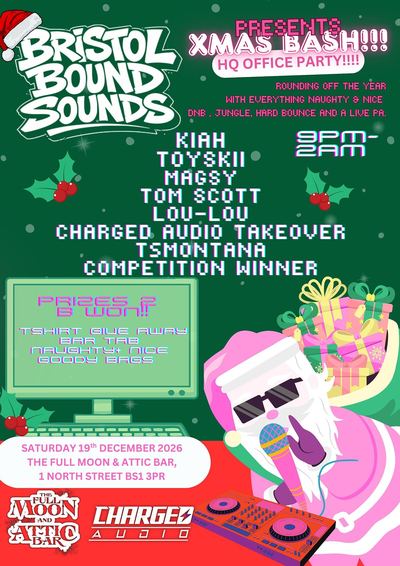 BRISTOL
BOUND
SOUNDS
PRESENTS
XMAS BASH!!!
HQ OFFICE PARTY!!!!
ROUNDING OFF THE YEAR
WITH EVERYTHING NAUGHTY & NICE
DNB , JUNGLE, HARD BOUNCE AND A LIVE PA.
9PM-
2AM
KIAH
TOYSKII
MAGSY
TOM SCOTT
LOU-LOU
CHARGED AUDIO TAKEOVER
TSMONTANA
COMPETITION WINNER
PRIZES 2
B WON!!
TSHIRT GIVE AWAY
BAR TAB
NAUGHTY+ NICE
GOODY BAGS
SATURDAY 19th DECEMBER 2026
THE FULL MOON & ATTIC BAR,
1 NORTH STREET BS1 3PR
THE
FULL
MOON
AND
ATTIC
BAR
CHARGED
AUDIO